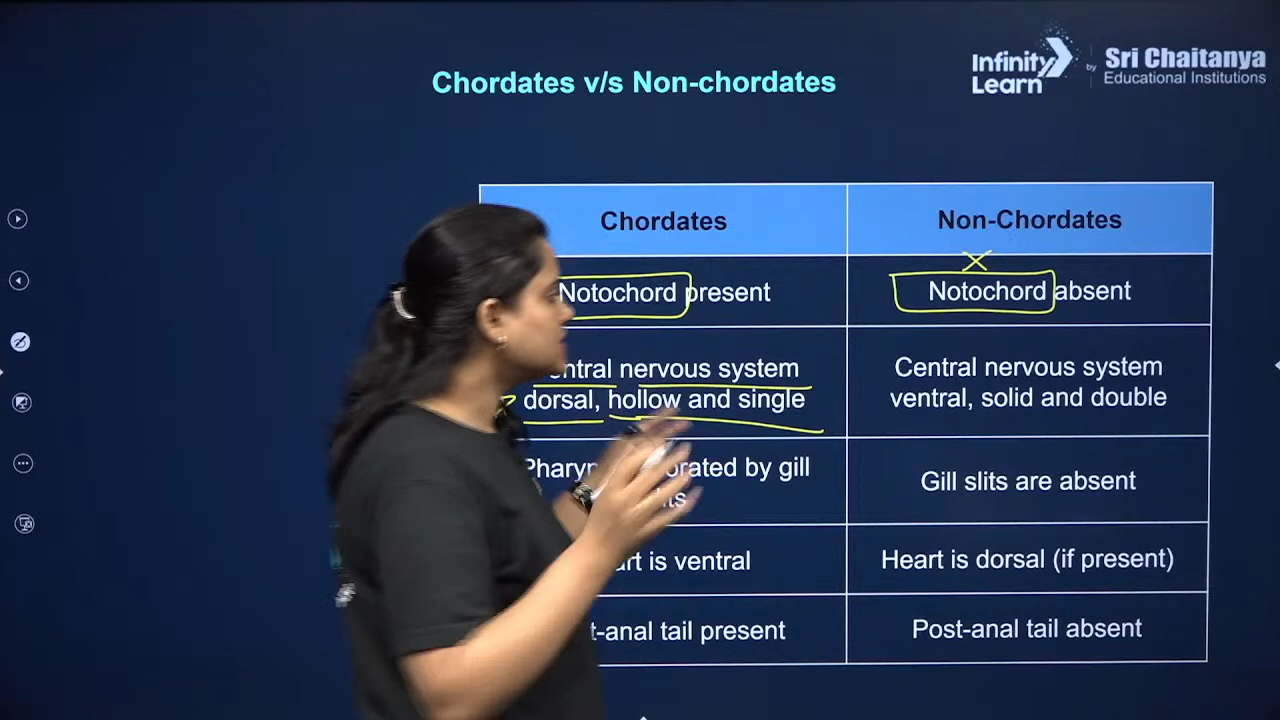 Infinity
Learn
by
Sri Chaitanya
Educational Institutions
Chordates v/s Non-chordates
Chordates
Non-Chordates
Notochord present
Notochord absent
nervous system
dorsal, hollow and single
Central nervous system
ventral, solid and double
by gill
Gill slits are absent
is ventral
Heart is dorsal (if present)
tail present
Post-anal tail absent